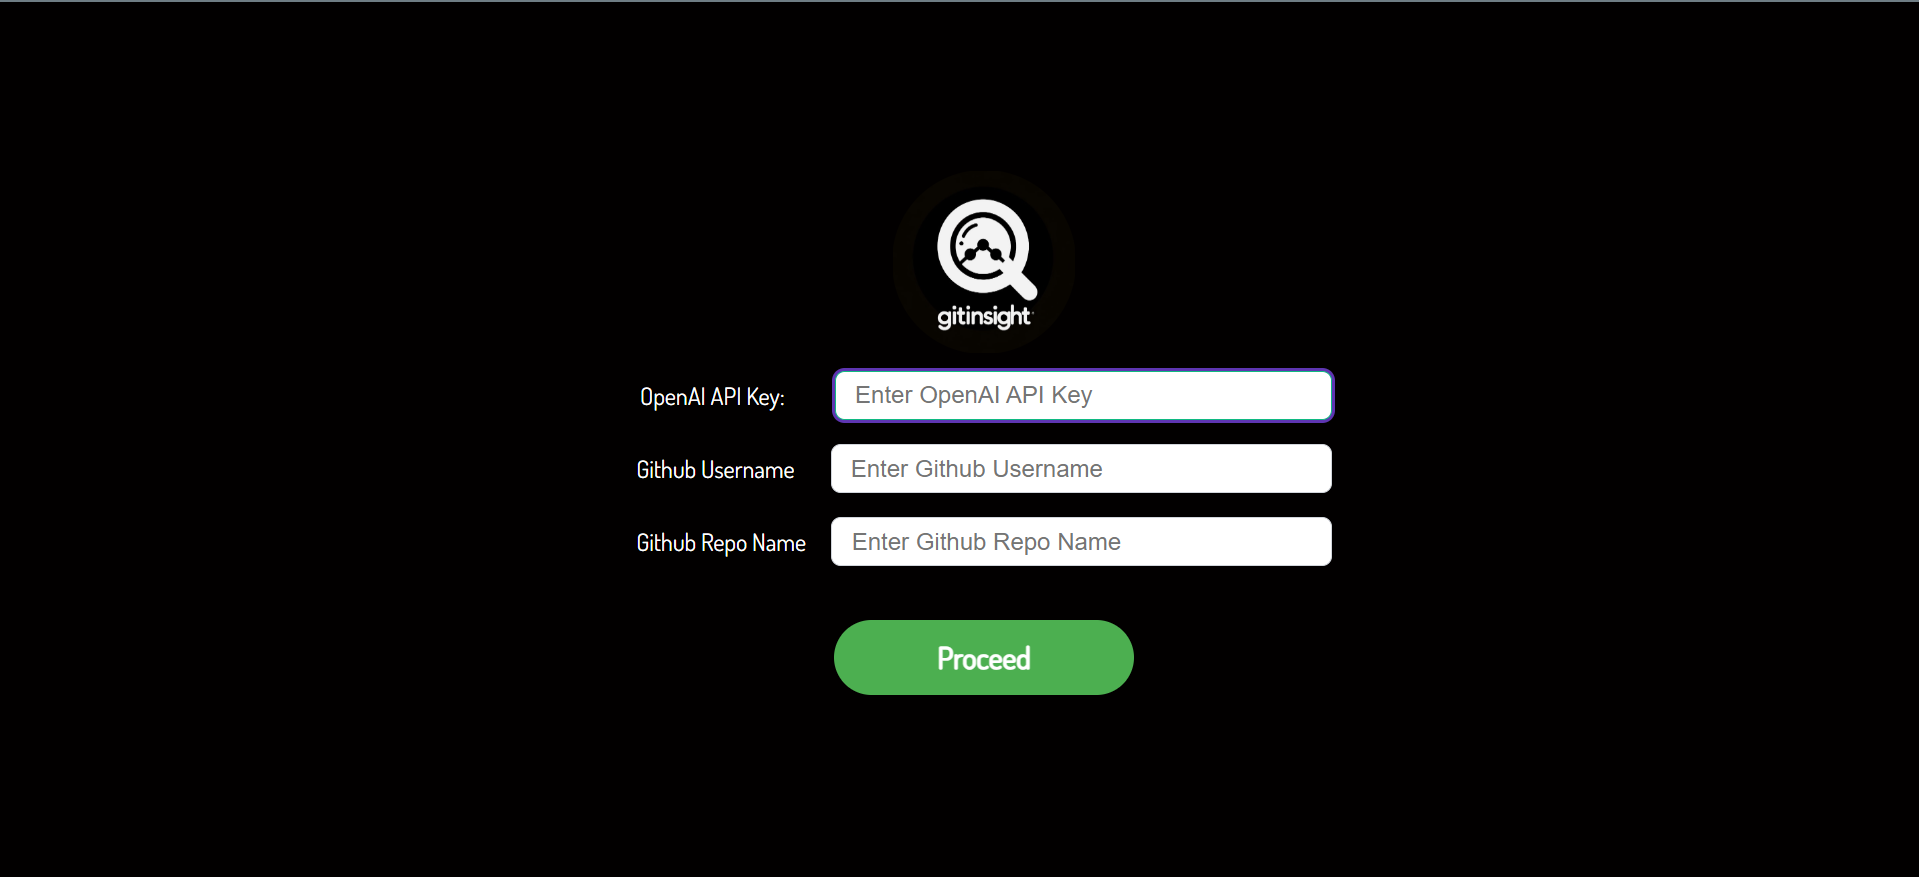 gitinsight
OpenAI API Key:
Enter OpenAI API Key
Github Username
Enter Github Username
Github Repo Name
Enter Github Repo Name
Proceed